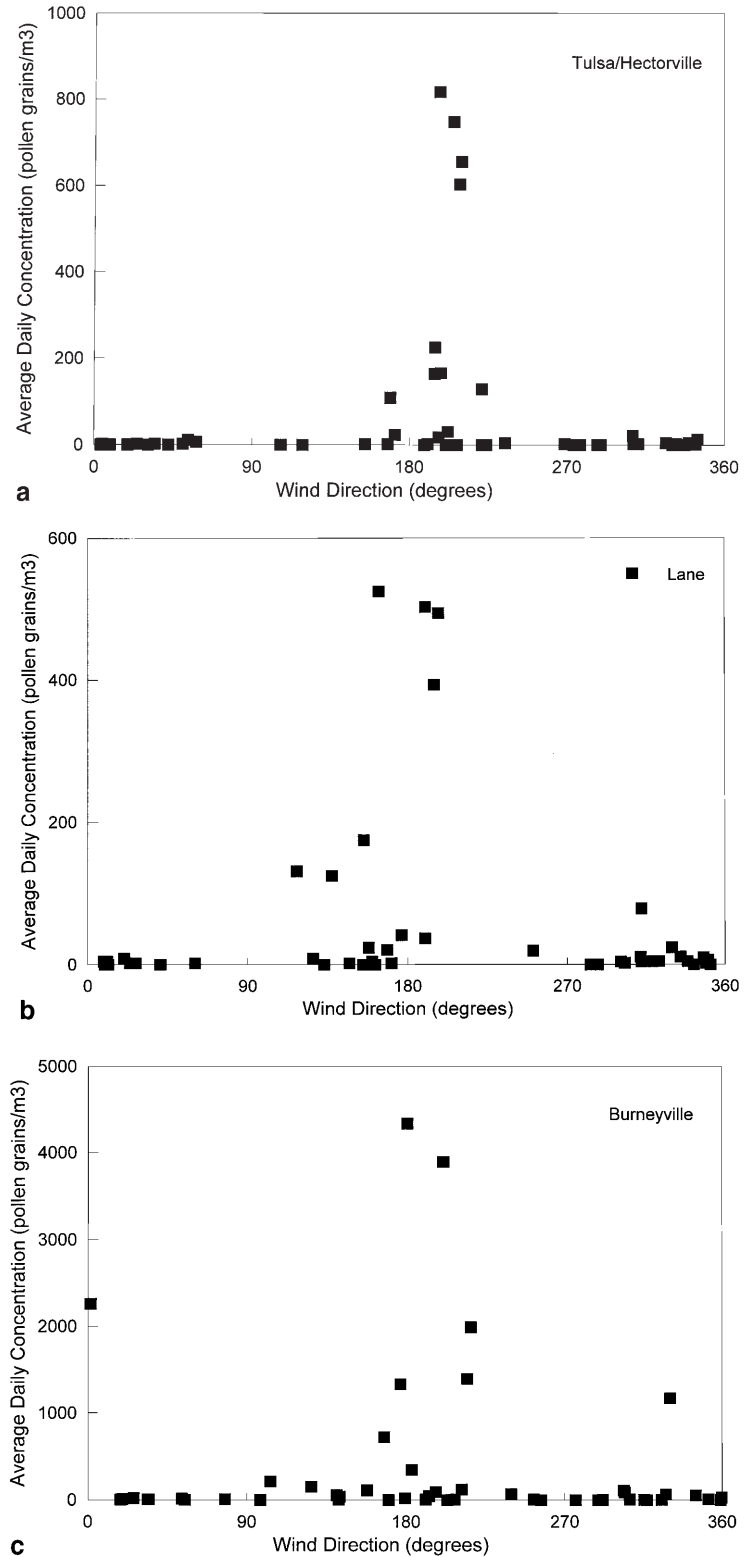 1000
Tulsa/Hectorville
800
600
400
200
0
Average Daily Concentration (pollen grains/m3)
0 90 180 270 360
Wind Direction (degrees)
a
600
Lane
400
200
0
Average Daily Concentration (pollen grains/m3)
0 90 180 270 360
Wind Direction (degrees)
b
5000
Burneyville
4000
3000
2000
1000
0
Average Daily Concentration (pollen grains/m3)
0 90 180 270 360
Wind Direction (degrees)
c